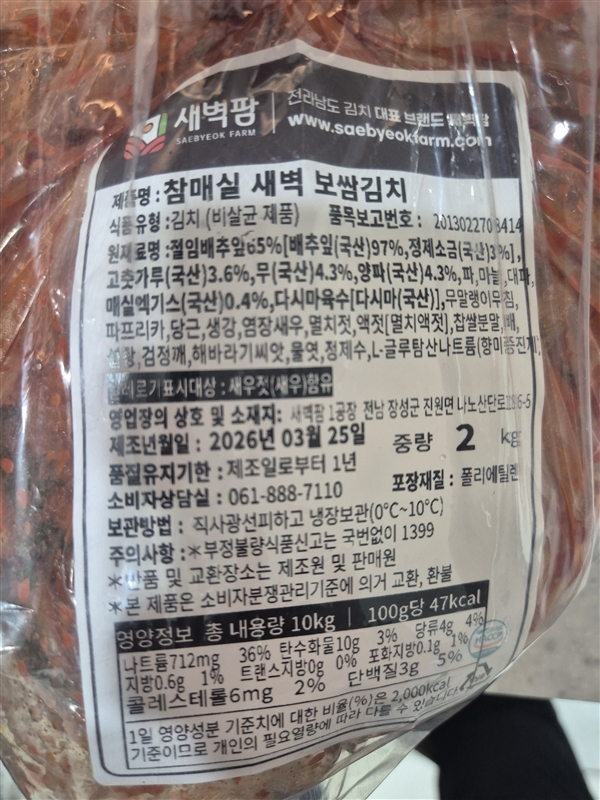 새벽팜
SAEBYEOK FARM
전라남도 김치 대표 브랜드 새벽팜
www.saebyeokfarm.com
제품명 : 참매실 새벽 보쌈김치
식품유형 : 김치 (비살균 제품) 품목보고번호 : 201302270 8414
원재료명 : 절임배추잎65%[배추잎(국산)97%,정제소금(국산)3%],
고춧가루(국산)3.6%,무(국산)4.3%,양파(국산)4.3%,파,마늘,대파,
매실엑기스(국산)0.4%,다시마육수[다시마(국산)],무말랭이무침,
파프리카,당근,생강,염장새우,멸치젓,액젓[멸치액젓],찹쌀분말,배,
설탕,검정깨,해바라기씨앗,물엿,정제수,L-글루탐산나트륨(향미증진제)
알레르기표시대상 : 새우젓(새우)함유
영업장의 상호 및 소재지: 새벽팜 1공장 전남 장성군 진원면 나노산단로
제조년월일 : 2026년 03월 25일 중량 2 kg
품질유지기한 : 제조일로부터 1년
포장재질 : 폴리에틸렌
소비자상담실 : 061-888-7110
보관방법 : 직사광선피하고 냉장보관(0°C~10°C)
주의사항 :＊부정불량식품신고는 국번없이 1399
＊반품 및 교환장소는 제조원 및 판매원
＊본 제품은 소비자분쟁관리기준에 의거 교환, 환불
영양정보 총 내용량 10kg | 100g당 47kcal
나트륨712mg 36% 탄수화물10g 3% 당류4g 4%
지방0.6g 1% 트랜스지방0g 0% 포화지방0.1g 1%
콜레스테롤6mg 2% 단백질3g 5%
1일 영양성분 기준치에 대한 비율(%)은 2,000kcal
기준이므로 개인의 필요열량에 따라 다를 수 있습니다
HACCP